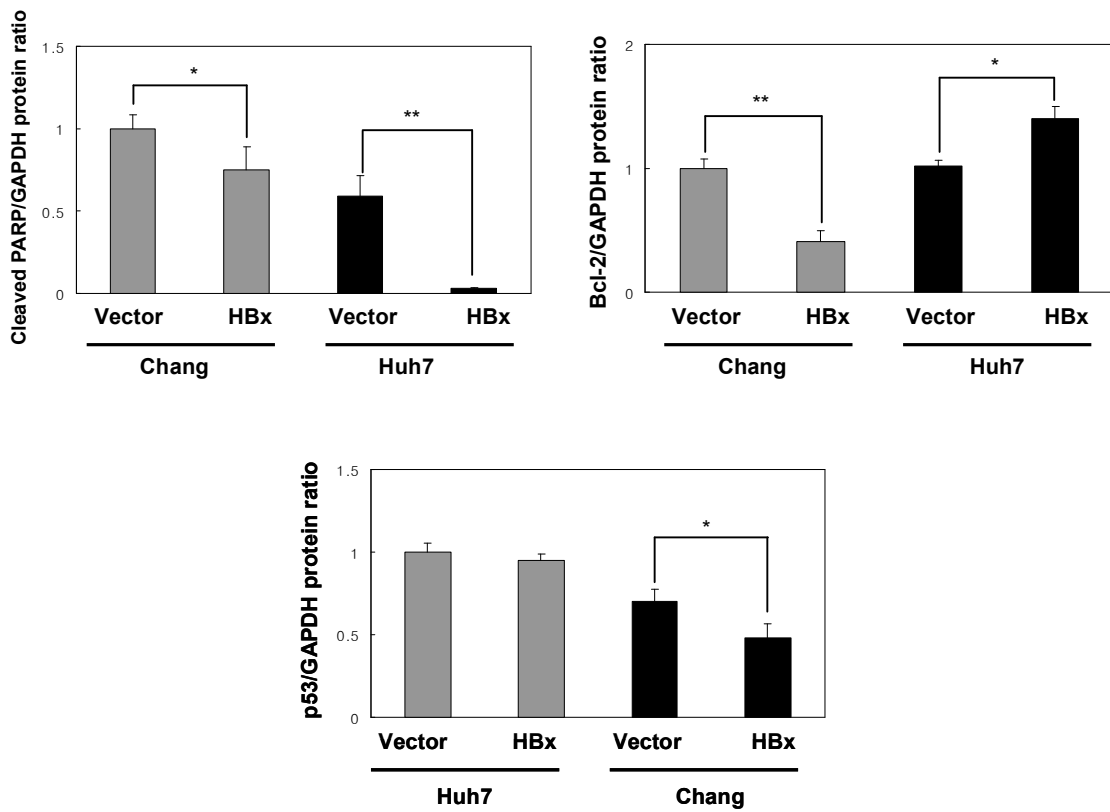 Cleaved PARP/GAPDH protein ratio
1.5
1
0.5
0
*
**
Vector HBx Vector HBx
Chang Huh7
Bcl-2/GAPDH protein ratio
2
1
0
**
*
Vector HBx Vector HBx
Chang Huh7
p53/GAPDH protein ratio
1.5
1
0.5
0
*
Vector HBx Vector HBx
Huh7 Chang